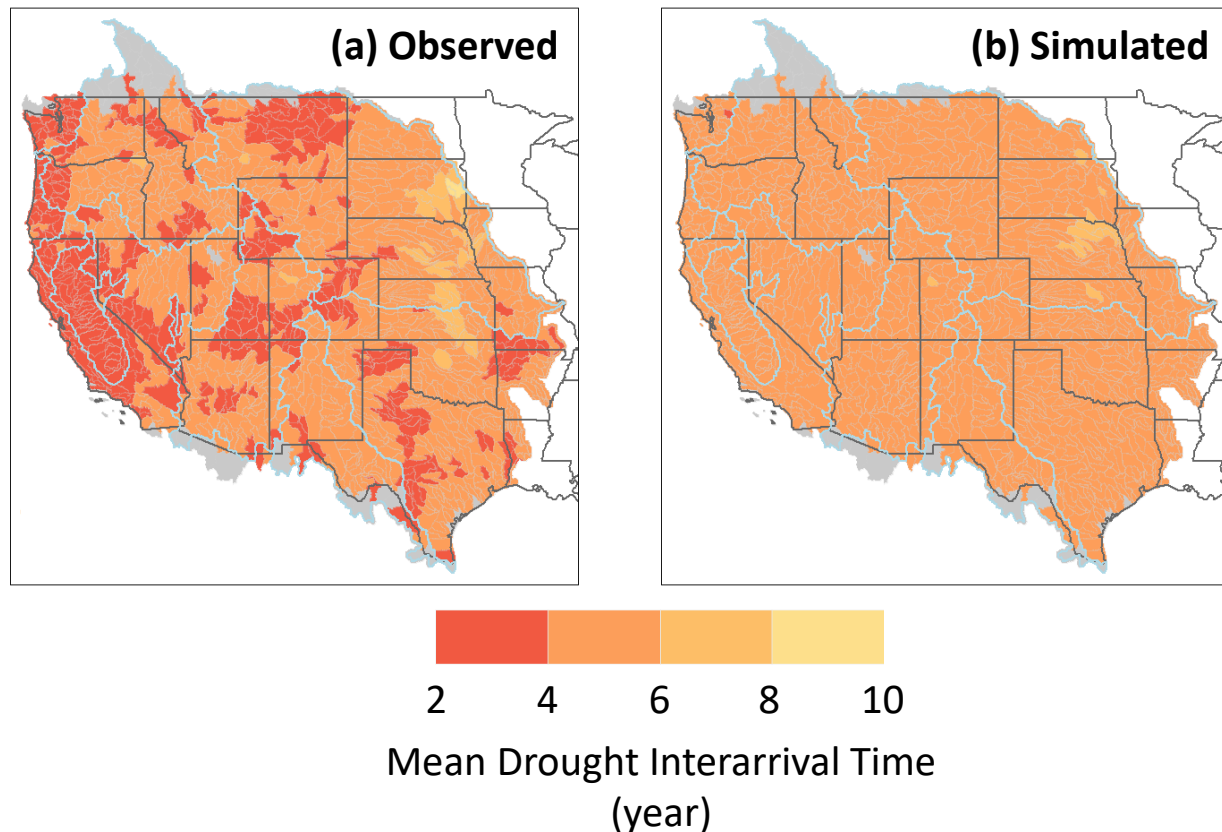 (a) Observed
(b) Simulated
2 4 6 8 10
Mean Drought Interarrival Time
(year)